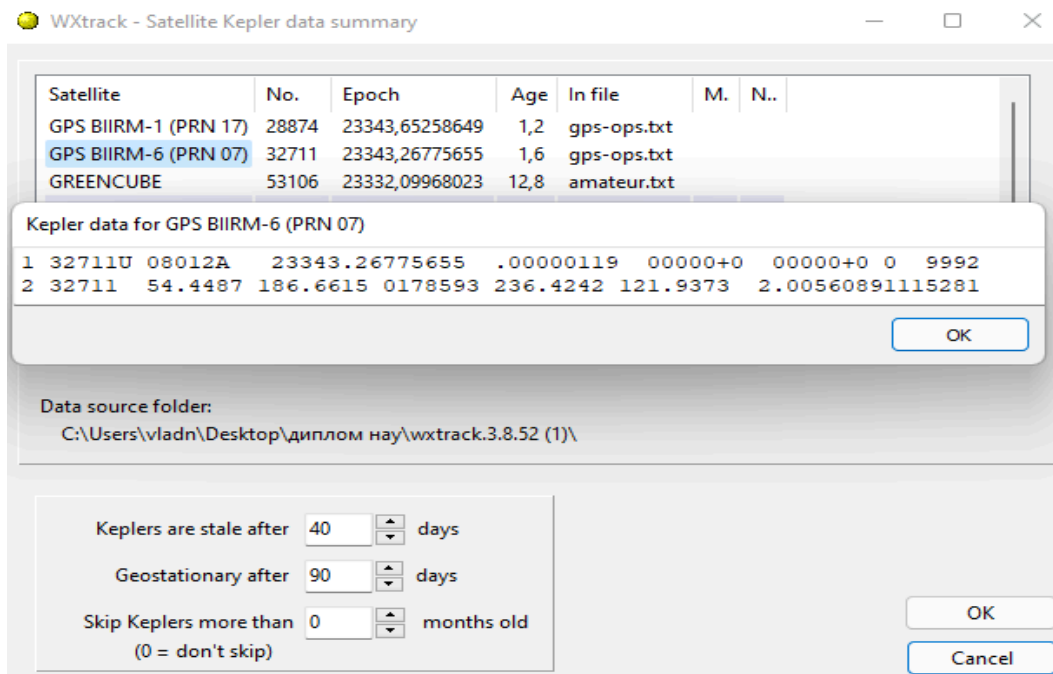 WXtrack - Satellite Kepler data summary
Satellite No. Epoch Age In file M. N..
GPS BIIRM-1 (PRN 17) 28874 23343,65258649 1,2 gps-ops.txt
GPS BIIRM-6 (PRN 07) 32711 23343,26775655 1,6 gps-ops.txt
GREENCUBE 53106 23332,09968023 12,8 amateur.txt
Kepler data for GPS BIIRM-6 (PRN 07)
1 32711U 08012A 23343.26775655 .00000119 00000+0 00000+0 0 9992
2 32711 54.4487 186.6615 0178593 236.4242 121.9373 2.00560891115281
OK
Data source folder:
C:\Users\vladn\Desktop\диплом нау\wxtrack.3.8.52 (1)\
Keplers are stale after 40 days
Geostationary after 90 days
Skip Keplers more than 0 months old
(0 = don't skip)
OK
Cancel